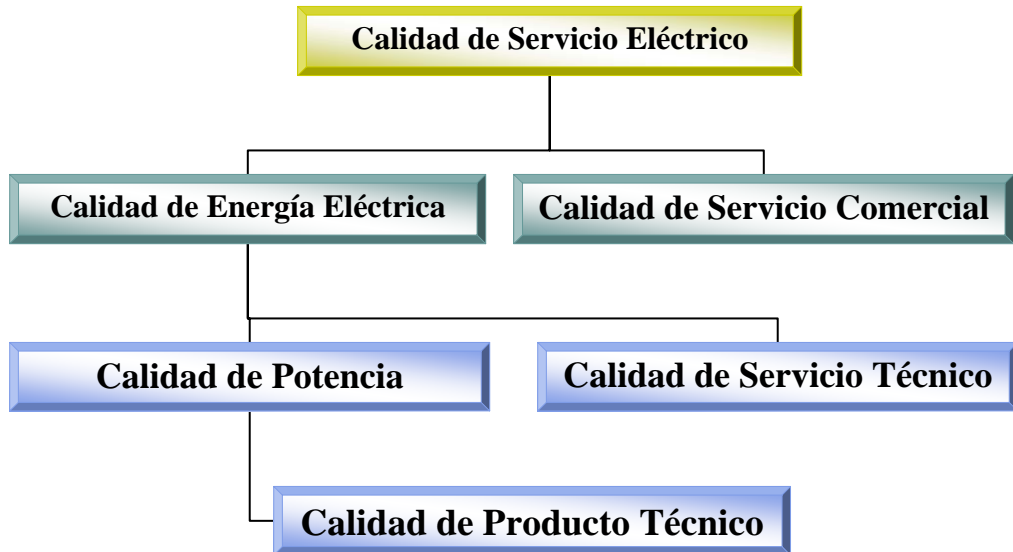 Calidad de Servicio Eléctrico
Calidad de Energía Eléctrica
Calidad de Servicio Comercial
Calidad de Potencia
Calidad de Servicio Técnico
Calidad de Producto Técnico